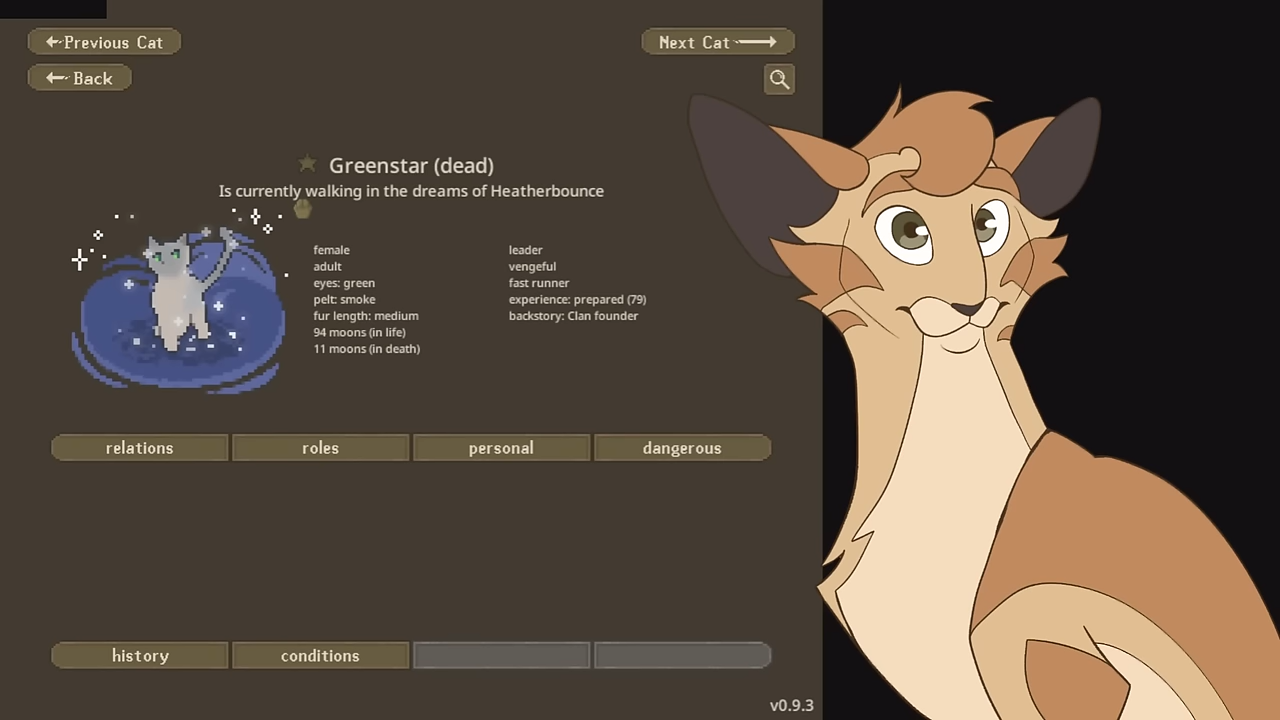 Previous Cat
Next Cat
Back
Greenstar (dead)
Is currently walking in the dreams of Heatherbounce
female
adult
eyes: green
pelt: smoke
fur length: medium
94 moons (in life)
11 moons (in death)
leader
vengeful
fast runner
experience: prepared (79)
backstory: Clan founder
relations
roles
personal
dangerous
history
conditions
v0.9.3